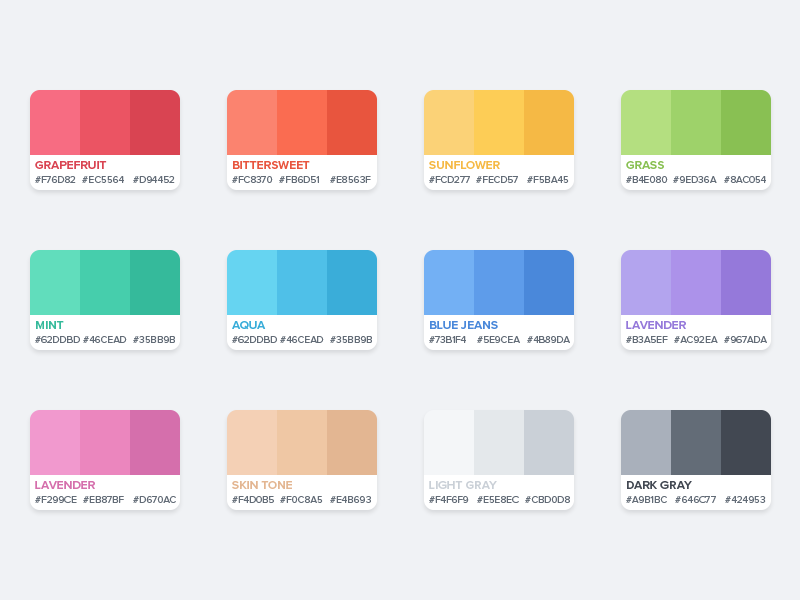 GRAPEFRUIT
#F76D82 #EC5564 #D94452
BITTERSWEET
#FC8370 #FB6D51 #E8563F
SUNFLOWER
#FCD277 #FECD57 #F5BA45
GRASS
#B4E080 #9ED36A #8AC054
MINT
#62DDBD #46CEAD #35BB9B
AQUA
#62DDBD #46CEAD #35BB9B
BLUE JEANS
#73B1F4 #5E9CEA #4B89DA
LAVENDER
#B3A5EF #AC92EA #967ADA
LAVENDER
#F299CE #EB87BF #D670AC
SKIN TONE
#F4D0B5 #F0C8A5 #E4B693
LIGHT GRAY
#F4F6F9 #E5E8EC #CBD0D8
DARK GRAY
#A9B1BC #646C77 #424953